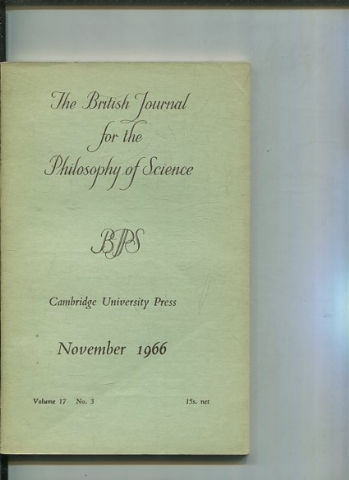 The British Journal
for the
Philosophy of Science
BJPS
Cambridge University Press
November 1966
Volume 17 No. 3 15s. net